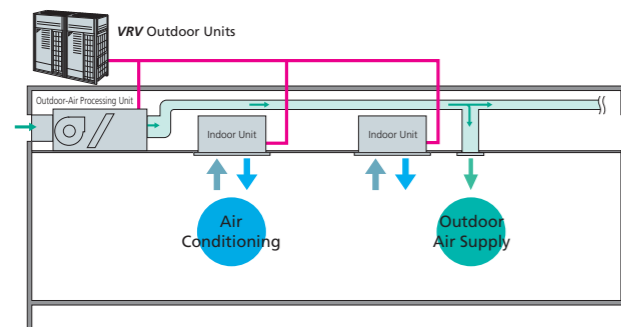 VRV Outdoor Units
Outdoor-Air Processing Unit
Indoor Unit
Indoor Unit
Air
Conditioning
Outdoor
Air Supply